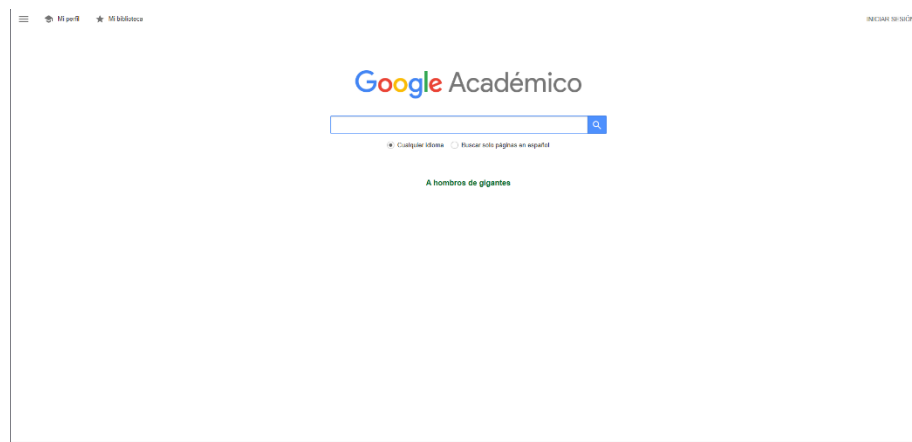 Mi perfil Mi biblioteca INICIAR SESIÓN
Google Académico
Cualquier idioma Buscar solo páginas en español
A hombros de gigantes